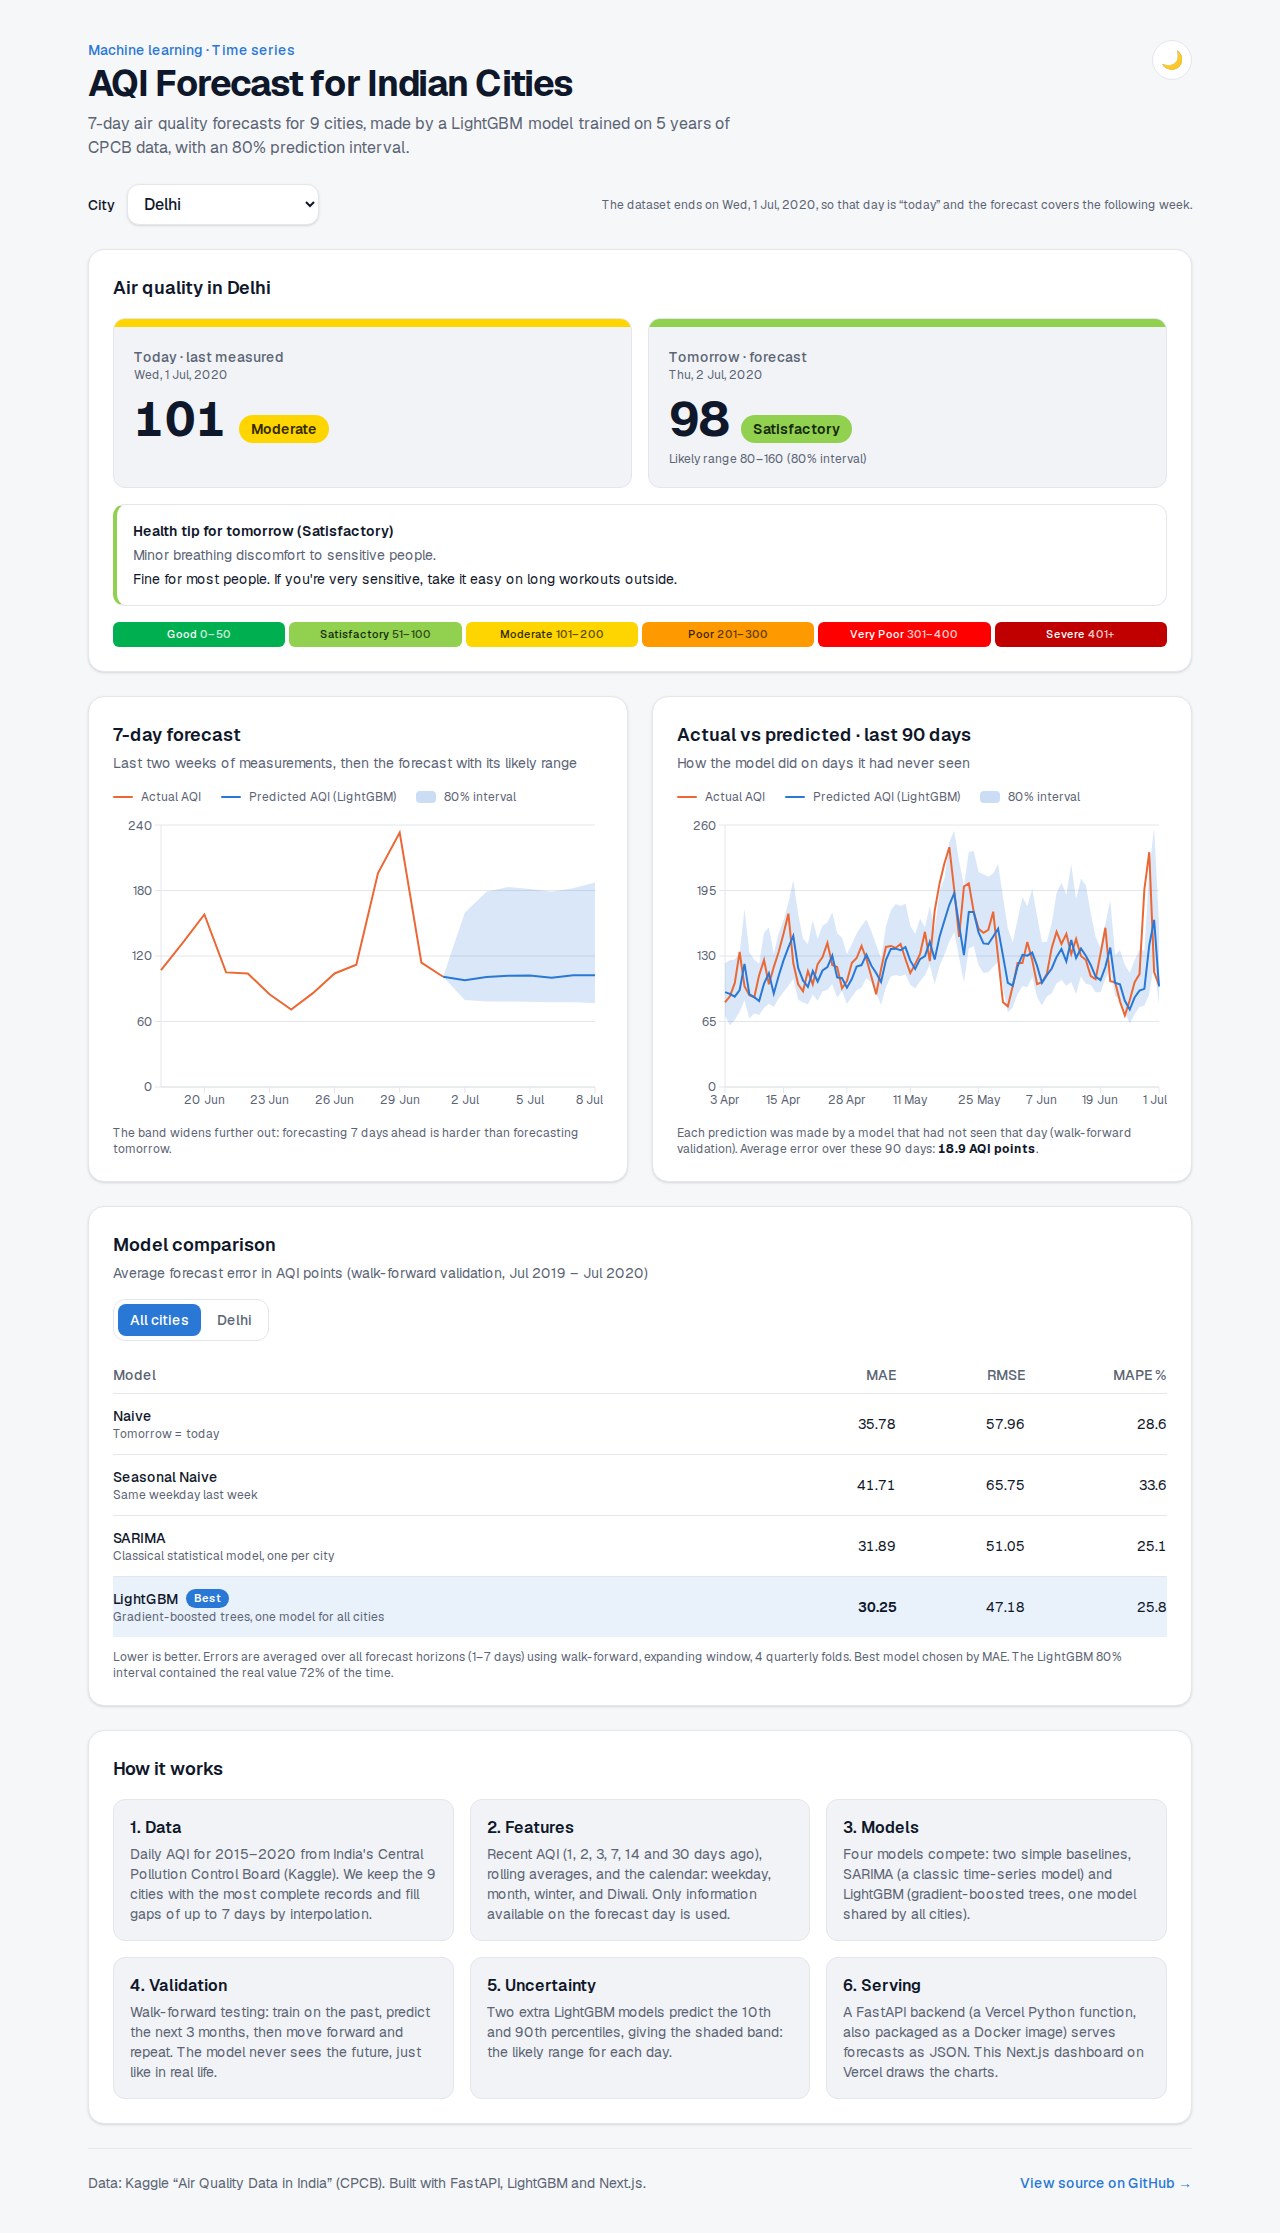 Machine learning · Time series
AQI Forecast for Indian Cities
7-day air quality forecasts for 9 cities, made by a LightGBM model trained on 5 years of
CPCB data, with an 80% prediction interval.
City
Delhi
The dataset ends on Wed, 1 Jul, 2020, so that day is “today” and the forecast covers the following week.
Air quality in Delhi
Today · last measured
Wed, 1 Jul, 2020
101 Moderate
Tomorrow · forecast
Thu, 2 Jul, 2020
98 Satisfactory
Likely range 80–160 (80% interval)
Health tip for tomorrow (Satisfactory)
Minor breathing discomfort to sensitive people.
Fine for most people. If you're very sensitive, take it easy on long workouts outside.
Good 0–50
Satisfactory 51–100
Moderate 101–200
Poor 201–300
Very Poor 301–400
Severe 401+
7-day forecast
Last two weeks of measurements, then the forecast with its likely range
Actual AQI
Predicted AQI (LightGBM)
80% interval
240
180
120
60
0
20 Jun
23 Jun
26 Jun
29 Jun
2 Jul
5 Jul
8 Jul
The band widens further out: forecasting 7 days ahead is harder than forecasting
tomorrow.
Actual vs predicted · last 90 days
How the model did on days it had never seen
Actual AQI
Predicted AQI (LightGBM)
80% interval
260
195
130
65
0
3 Apr
15 Apr
28 Apr
11 May
25 May
7 Jun
19 Jun
1 Jul
Each prediction was made by a model that had not seen that day (walk-forward
validation). Average error over these 90 days: 18.9 AQI points.
Model comparison
Average forecast error in AQI points (walk-forward validation, Jul 2019 – Jul 2020)
All cities
Delhi
Model MAE RMSE MAPE %
Naive
Tomorrow = today
35.78 57.96 28.6
Seasonal Naive
Same weekday last week
41.71 65.75 33.6
SARIMA
Classical statistical model, one per city
31.89 51.05 25.1
LightGBM Best
Gradient-boosted trees, one model for all cities
30.25 47.18 25.8
Lower is better. Errors are averaged over all forecast horizons (1–7 days) using walk-forward, expanding window, 4 quarterly folds. Best model chosen by MAE. The LightGBM 80%
interval contained the real value 72% of the time.
How it works
1. Data
Daily AQI for 2015–2020 from India's Central
Pollution Control Board (Kaggle). We keep the 9
cities with the most complete records and fill
gaps of up to 7 days by interpolation.
2. Features
Recent AQI (1, 2, 3, 7, 14 and 30 days ago),
rolling averages, and the calendar: weekday,
month, winter, and Diwali. Only information
available on the forecast day is used.
3. Models
Four models compete: two simple baselines,
SARIMA (a classic time-series model) and
LightGBM (gradient-boosted trees, one model
shared by all cities).
4. Validation
Walk-forward testing: train on the past, predict
the next 3 months, then move forward and
repeat. The model never sees the future, just
like in real life.
5. Uncertainty
Two extra LightGBM models predict the 10th
and 90th percentiles, giving the shaded band:
the likely range for each day.
6. Serving
A FastAPI backend (a Vercel Python function,
also packaged as a Docker image) serves
forecasts as JSON. This Next.js dashboard on
Vercel draws the charts.
Data: Kaggle “Air Quality Data in India” (CPCB). Built with FastAPI, LightGBM and Next.js.
View source on GitHub →